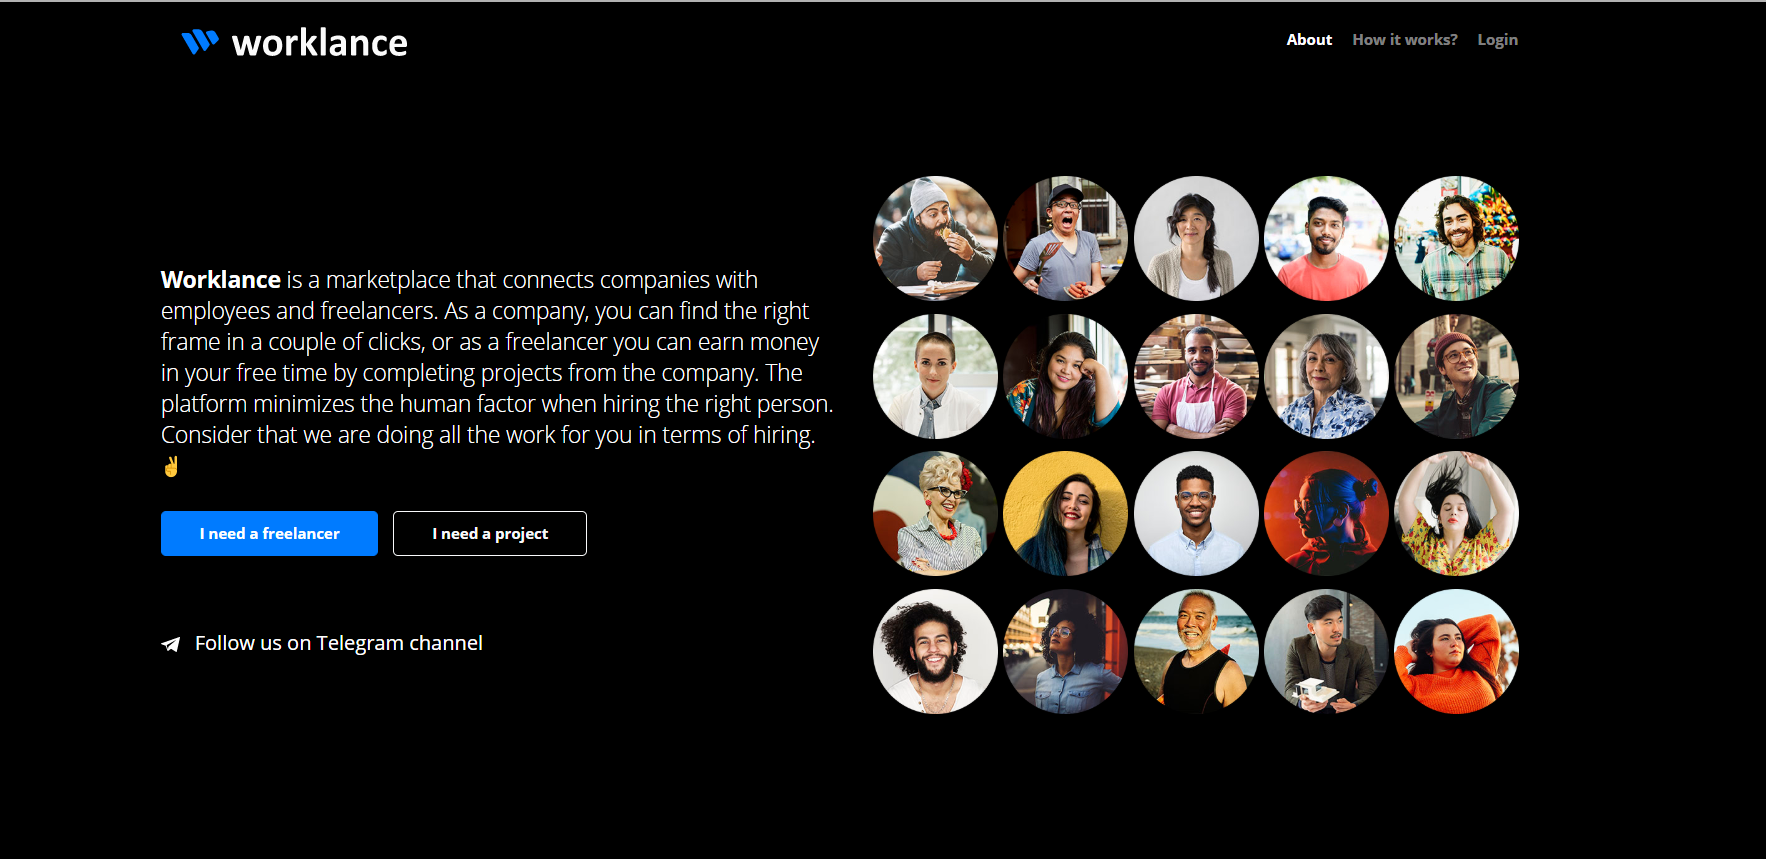 worklance
About How it works? Login
Worklance is a marketplace that connects companies with
employees and freelancers. As a company, you can find the right
frame in a couple of clicks, or as a freelancer you can earn money
in your free time by completing projects from the company. The
platform minimizes the human factor when hiring the right person.
Consider that we are doing all the work for you in terms of hiring.
✌
I need a freelancer
I need a project
Follow us on Telegram channel